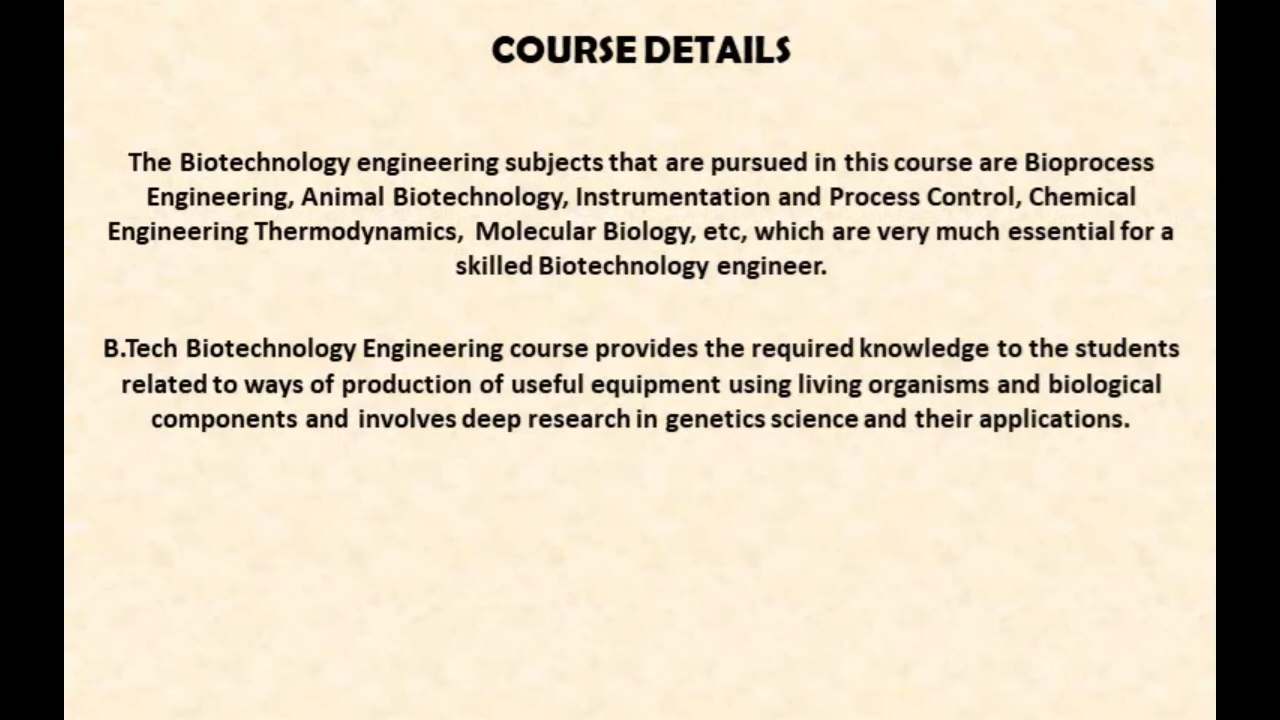 COURSE DETAILS
The Biotechnology engineering subjects that are pursued in this course are Bioprocess
Engineering, Animal Biotechnology, Instrumentation and Process Control, Chemical
Engineering Thermodynamics, Molecular Biology, etc, which are very much essential for a
skilled Biotechnology engineer.
B.Tech Biotechnology Engineering course provides the required knowledge to the students
related to ways of production of useful equipment using living organisms and biological
components and involves deep research in genetics science and their applications.